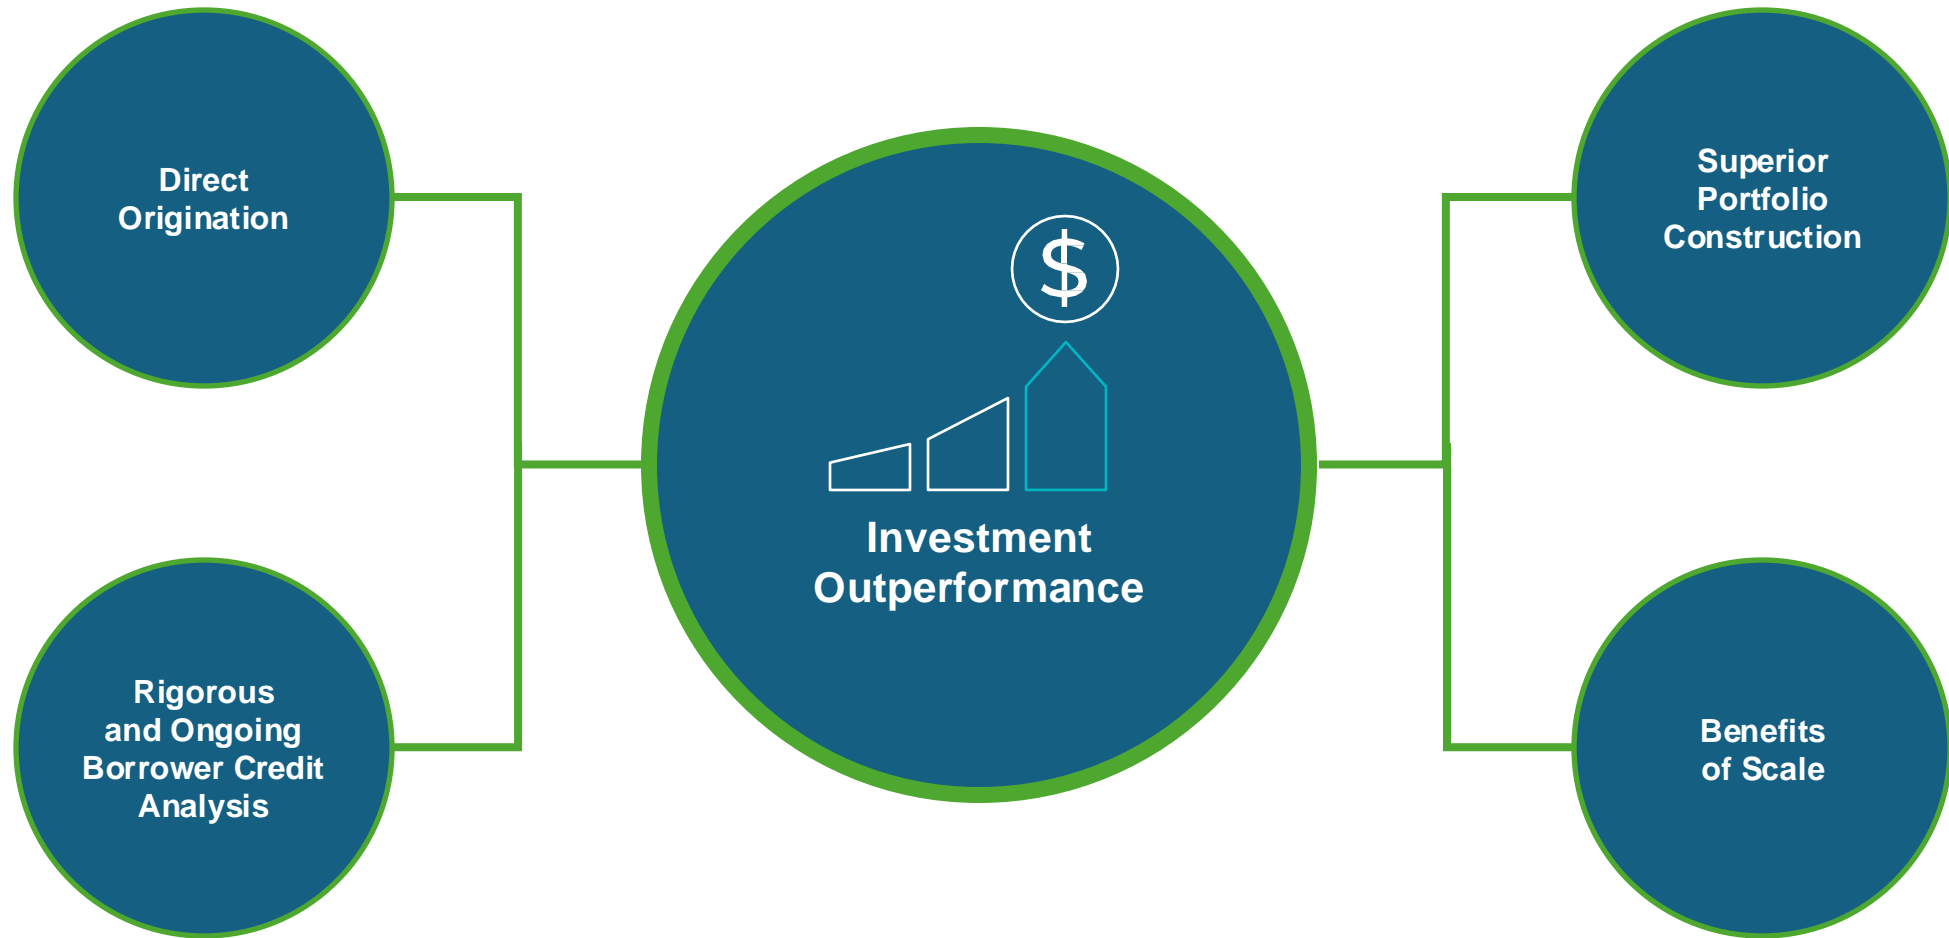 Direct
Origination
Rigorous
and Ongoing
Borrower Credit
Analysis
$
Investment
Outperformance
Superior
Portfolio
Construction
Benefits
of Scale